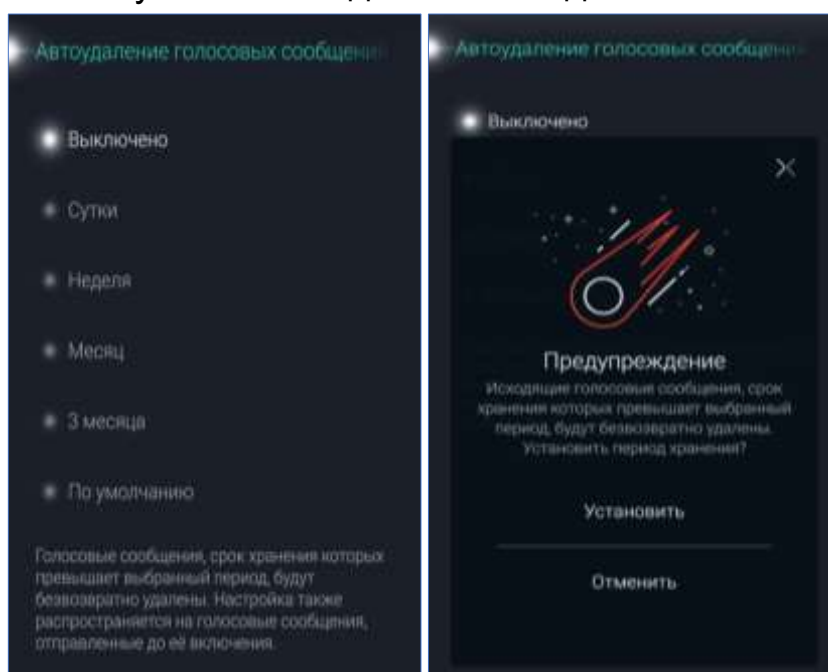 Автоудаление голосовых сообщений
Выключено
Сутки
Неделя
Месяц
3 месяца
По умолчанию
Голосовые сообщения, срок хранения которых
превышает выбранный период, будут
безвозвратно удалены. Настройка также
распространяется на голосовые сообщения,
отправленные до её включения.
Автоудаление голосовых сообщени
Выключено
Предупреждение
Исходящие голосовые сообщения, срок
хранения которых превышает выбранный
период, будут безвозвратно удалены.
Установить период хранения?
Установить
Отменить